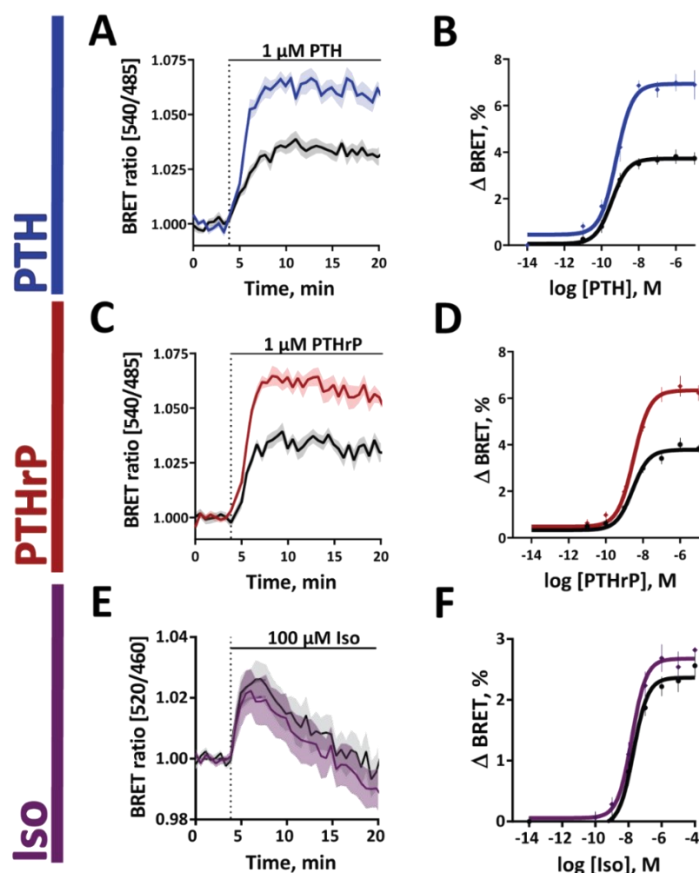 PTH
A
1 µM PTH
BRET ratio [540/485]
1.075
1.050
1.025
1.000
0 5 10 15 20
Time, min
B
Δ BRET, %
8
6
4
2
0
-14 -12 -10 -8 -6
log [PTH], M
PTHrP
C
1 µM PTHrP
BRET ratio [540/485]
1.075
1.050
1.025
1.000
0 5 10 15 20
Time, min
D
Δ BRET, %
8
6
4
2
0
-14 -12 -10 -8 -6
log [PTHrP], M
Iso
E
100 µM Iso
BRET ratio [520/460]
1.04
1.02
1.00
0.98
0 5 10 15 20
Time, min
F
Δ BRET, %
3
2
1
0
-14 -12 -10 -8 -6 -4
log [Iso], M